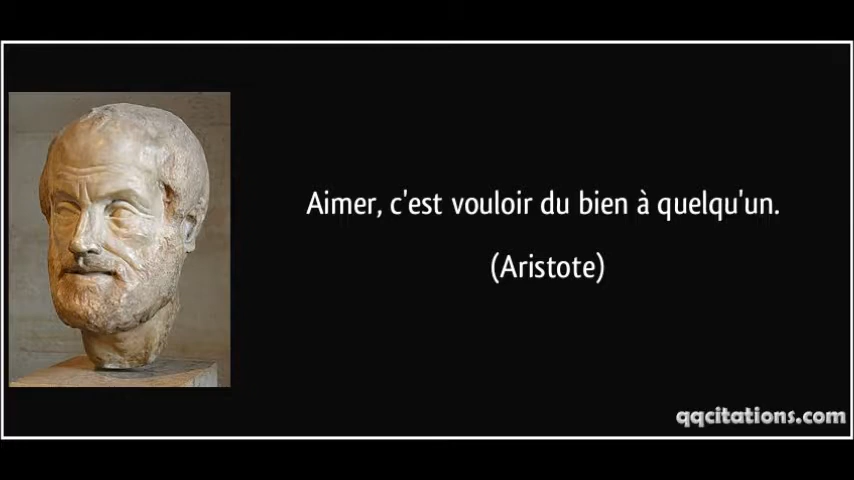 Aimer, c'est vouloir du bien à quelqu'un.
(Aristote)
qqcitations.com